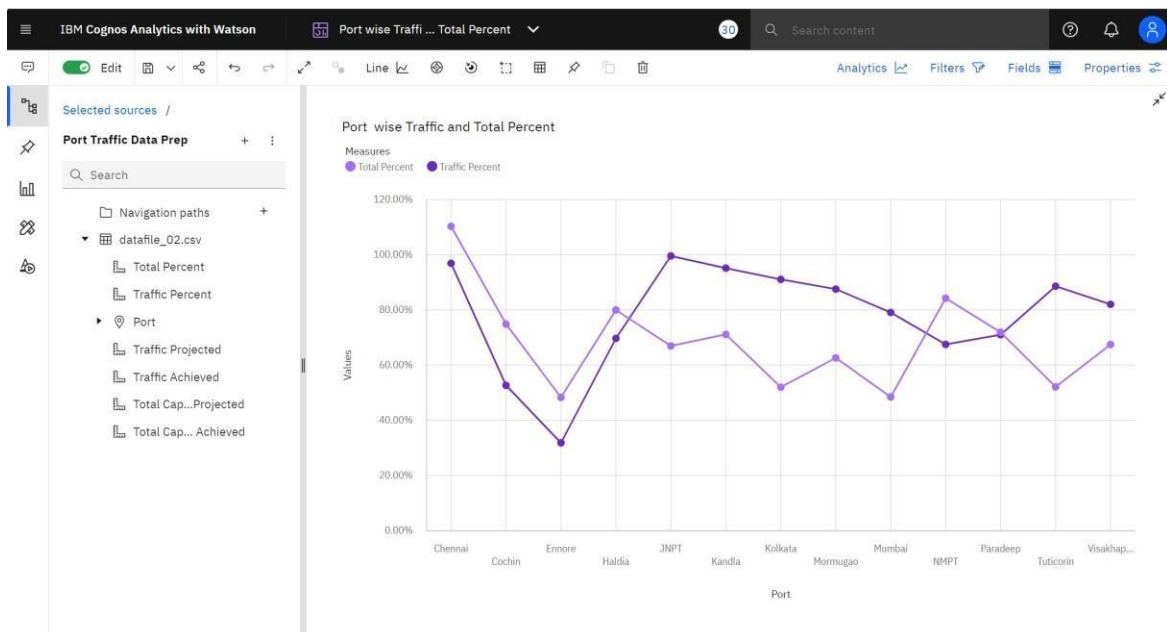 IBM Cognos Analytics with Watson
Port wise Traffi ... Total Percent
30
Search content
Edit
Line
Analytics
Filters
Fields
Properties
Selected sources /
Port Traffic Data Prep
Search
Navigation paths
datafile_02.csv
Total Percent
Traffic Percent
Port
Traffic Projected
Traffic Achieved
Total Cap...Projected
Total Cap... Achieved
Port wise Traffic and Total Percent
Measures
Total Percent
Traffic Percent
120.00%
100.00%
80.00%
60.00%
40.00%
20.00%
0.00%
Values
Chennai
Cochin
Ennore
Haldia
JNPT
Kandla
Kolkata
Mormugao
Mumbai
NMPT
Paradeep
Tuticorin
Visakhap...
Port